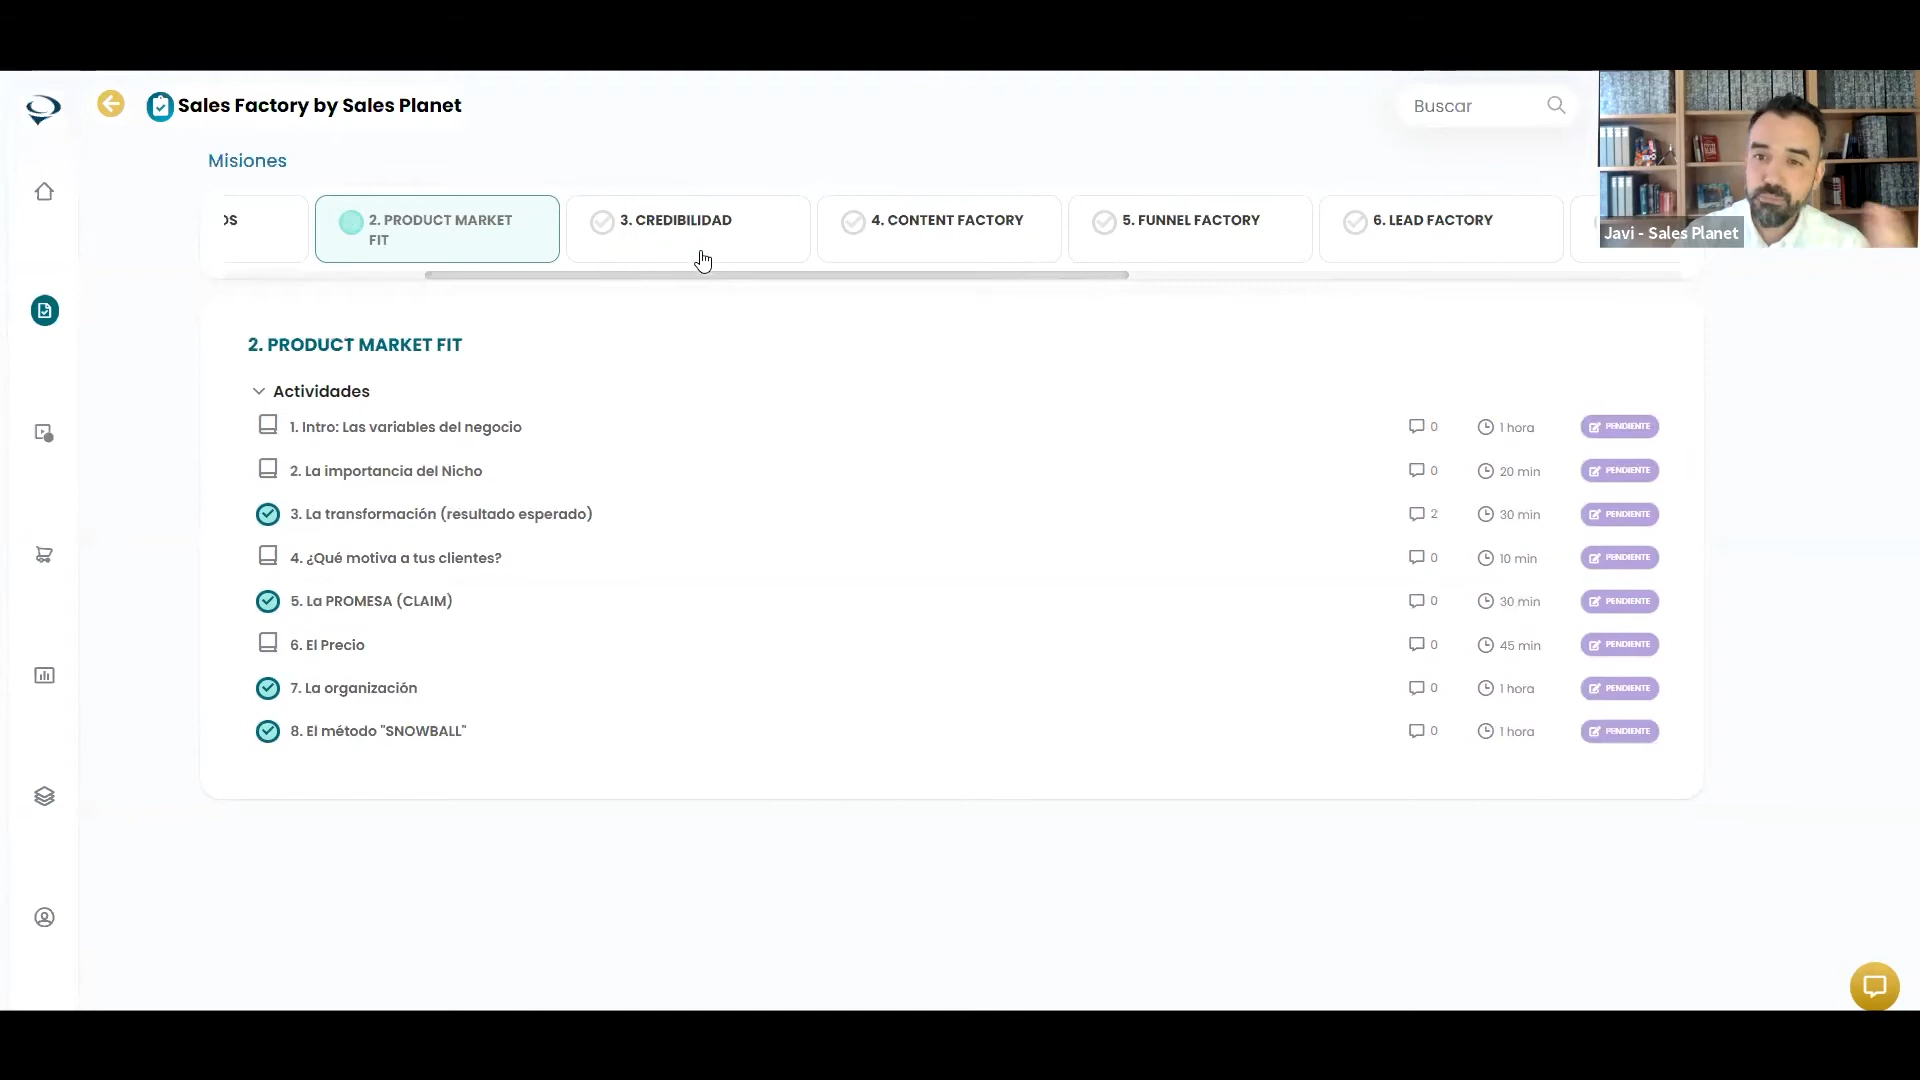 Sales Factory by Sales Planet
Buscar
Misiones
OS
2. PRODUCT MARKET
FIT
3. CREDIBILIDAD
4. CONTENT FACTORY
5. FUNNEL FACTORY
6. LEAD FACTORY
Javi - Sales Planet
2. PRODUCT MARKET FIT
Actividades
1. Intro: Las variables del negocio 0 1 hora PENDIENTE
2. La importancia del Nicho 0 20 min PENDIENTE
3. La transformación (resultado esperado) 2 30 min PENDIENTE
4. ¿Qué motiva a tus clientes? 0 10 min PENDIENTE
5. La PROMESA (CLAIM) 0 30 min PENDIENTE
6. El Precio 0 45 min PENDIENTE
7. La organización 0 1 hora PENDIENTE
8. El método "SNOWBALL" 0 1 hora PENDIENTE